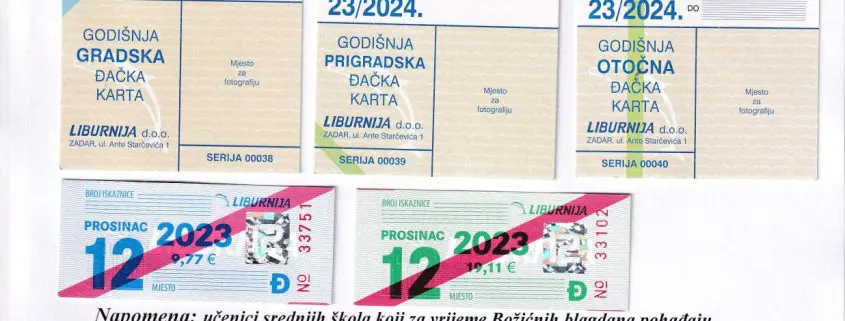 23/2024.
GODIŠNJA
GRADSKA
ĐAČKA
KARTA
Mjesto
za
fotografiju
LIBURNIJA d.o.o.
ZADAR, ul. Ante Starčevića 1
SERIJA 00038
23/2024.
GODIŠNJA
PRIGRADSKA
ĐAČKA
KARTA
Mjesto
za
fotografiju
LIBURNIJA d.o.o.
ZADAR, ul. Ante Starčevića 1
SERIJA 00039
DO
GODIŠNJA
OTOČNA
ĐAČKA
KARTA
Mjesto
za
fotografiju
LIBURNIJA d.o.o.
ZADAR, ul. Ante Starčevića 1
SERIJA 00040
BROJ ISKAZNICE
LIBURNIJA
PROSINAC 2023
12 9,77 €
MJESTO
Đ
№ 33751
BROJ ISKAZNICE
LIBURNIJA
PROSINAC 2023
12 19,11 €
MJESTO
Đ
№ 33102
Napomena: učenici srednjih škola koji za vrijeme Božićnih blagdana pohađaju